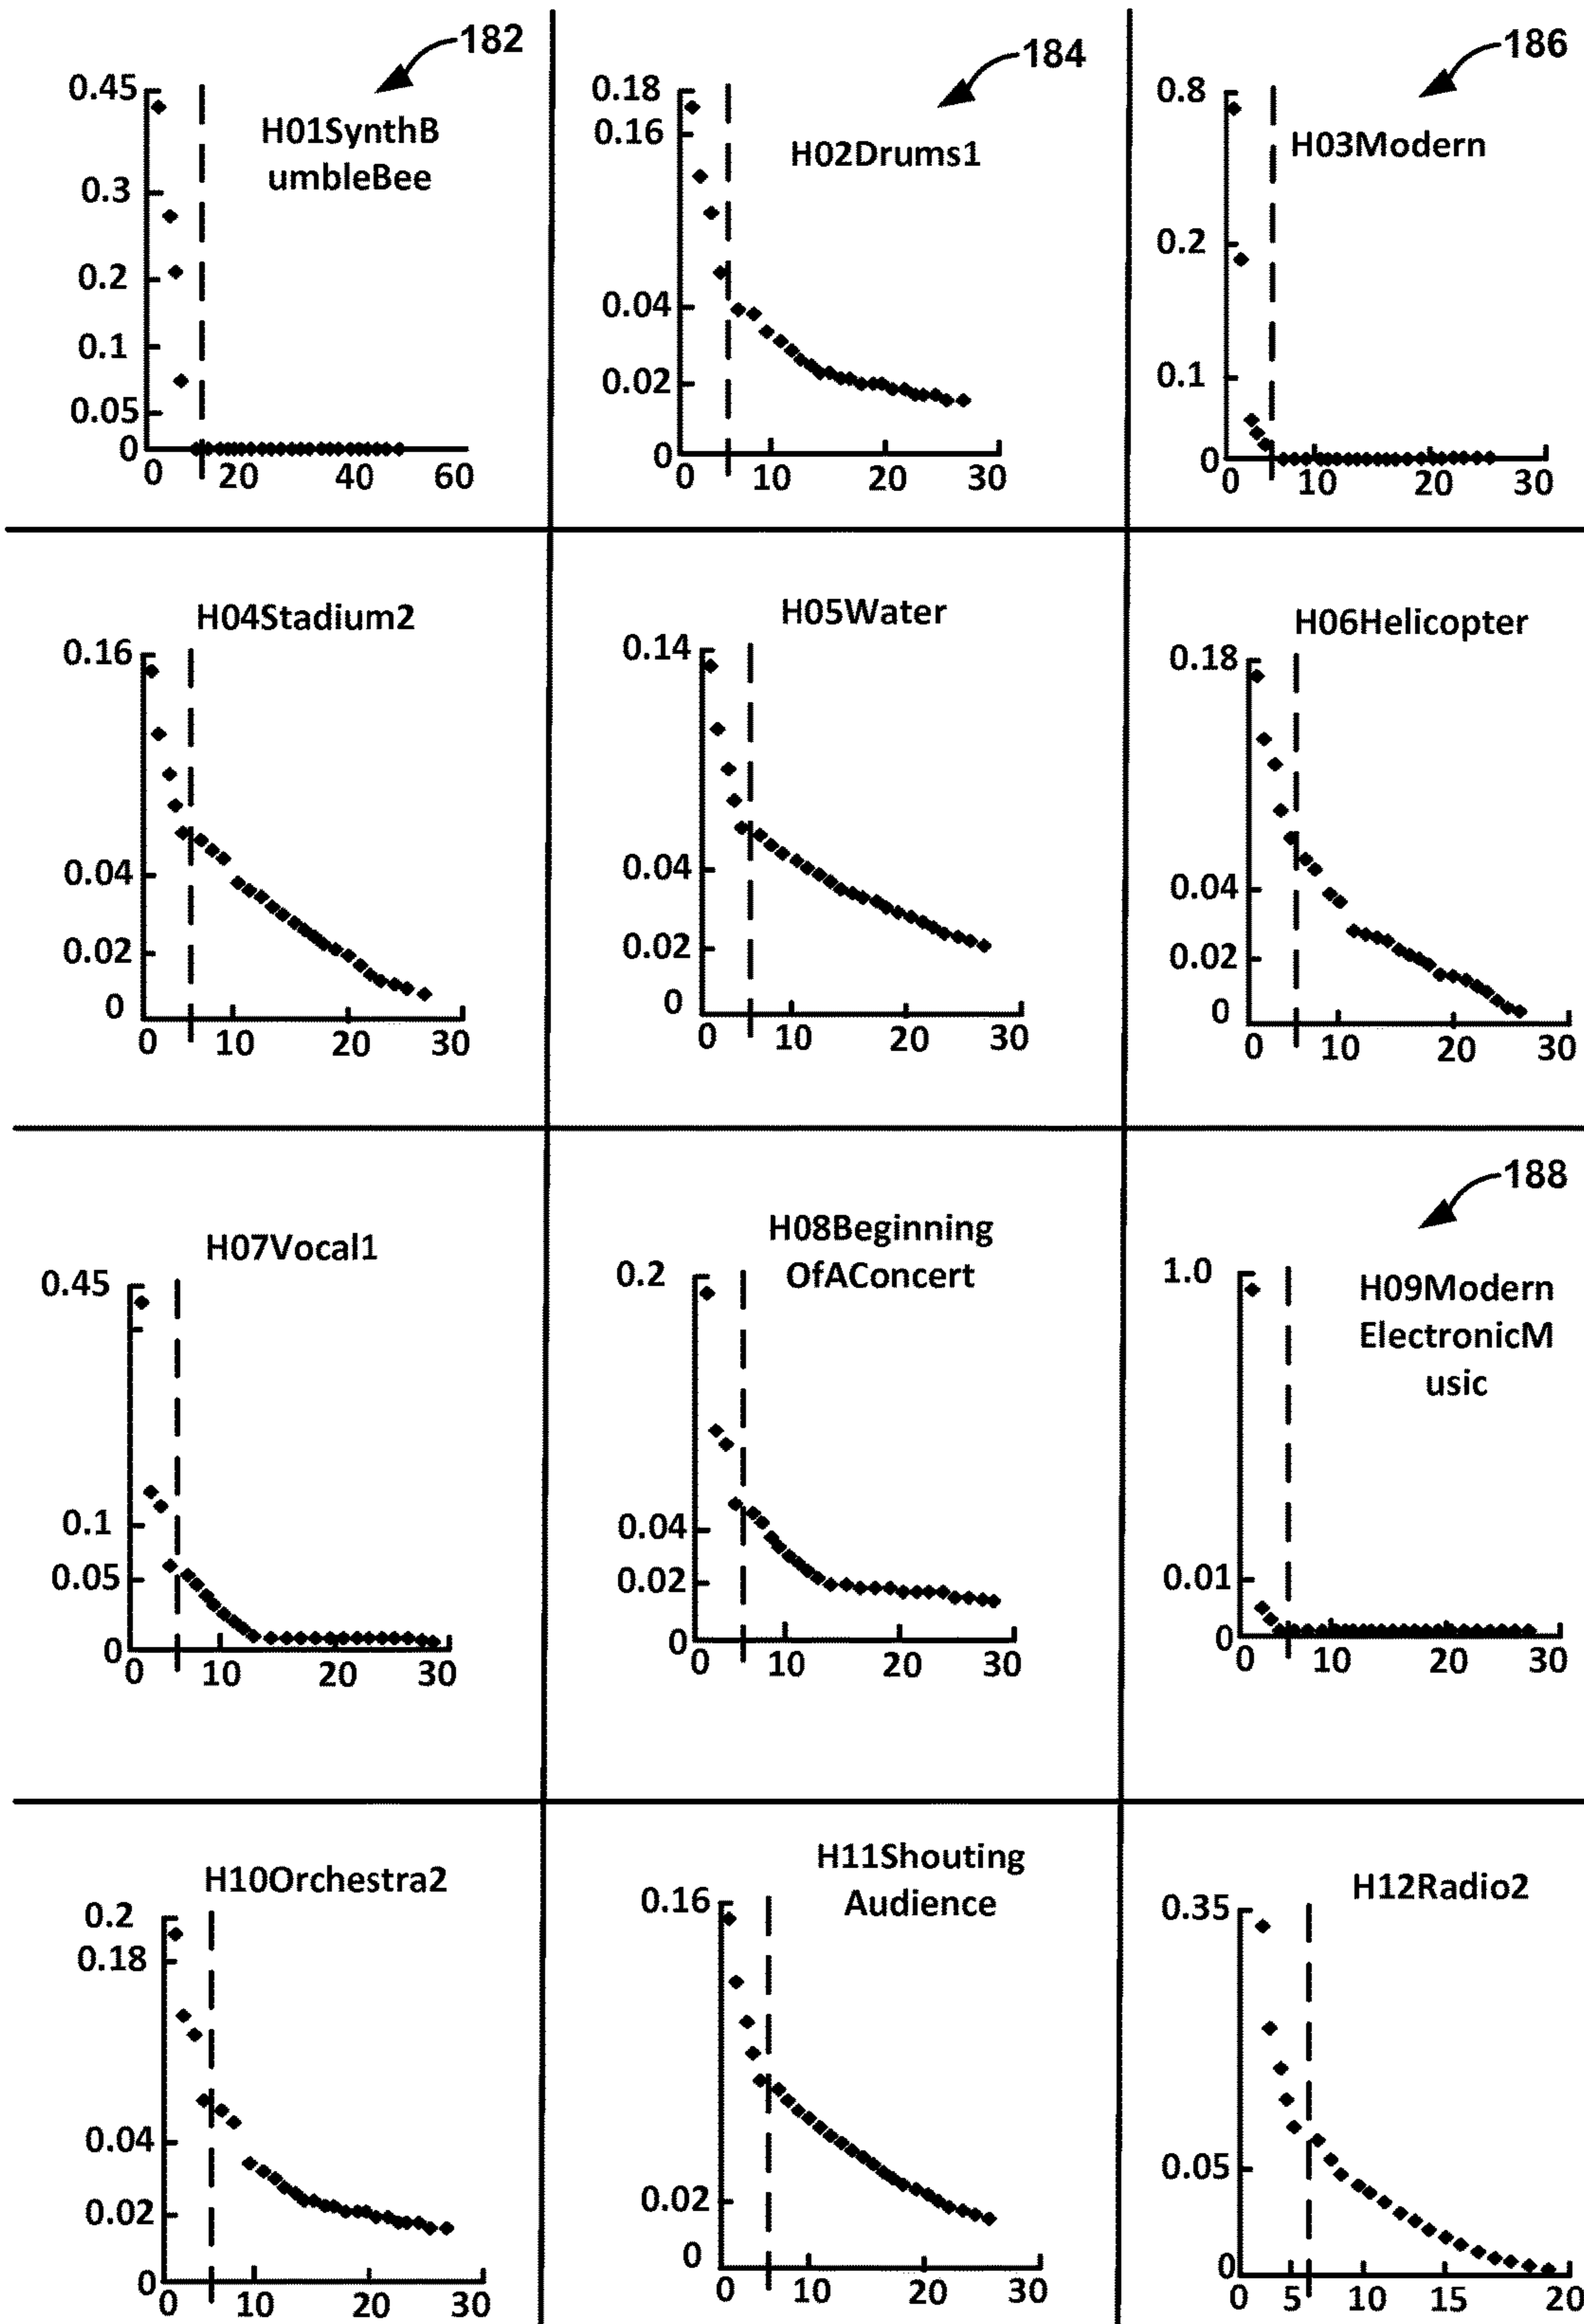 182
0.45
H01SynthB
umbleBee
0.3
0.2
0.1
0.05
0
0 20 40 60
184
0.18
0.16
H02Drums1
0.04
0.02
0
0 10 20 30
186
0.8
H03Modern
0.2
0.1
0
0 10 20 30
H04Stadium2
0.16
0.04
0.02
0
0 10 20 30
H05Water
0.14
0.04
0.02
0
0 10 20 30
H06Helicopter
0.18
0.04
0.02
0
0 10 20 30
H07Vocal1
0.45
0.1
0.05
0
0 10 20 30
H08Beginning
OfAConcert
0.2
0.04
0.02
0
0 10 20 30
188
1.0
H09Modern
ElectronicM
usic
0.01
0
0 10 20 30
H10Orchestra2
0.2
0.18
0.04
0.02
0
0 10 20 30
H11Shouting
Audience
0.16
0.02
0
0 10 20 30
H12Radio2
0.35
0.05
0
0 5 10 15 20